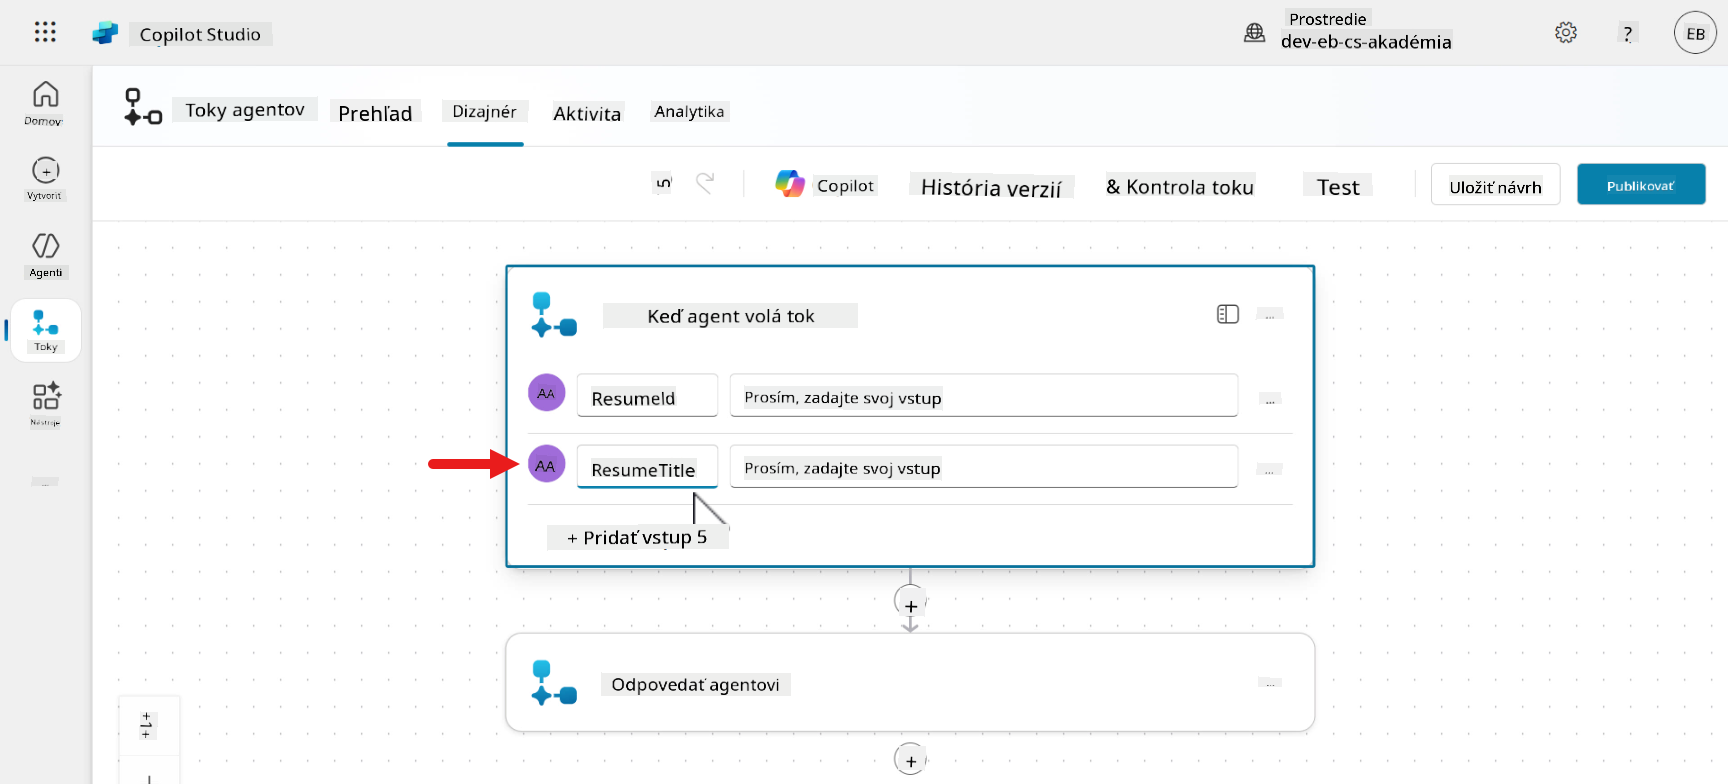 Copilot Studio
Prostredie
dev-eb-cs-akadémia
?
EB
Domov
Vytvoriť
Agenti
Toky
Nástroje
...
Toky agentov
Prehľad
Dizajnér
Aktivita
Analytika
Copilot
História verzií
& Kontrola toku
Test
Uložiť návrh
Publikovať
Keď agent volá tok
...
AA
ResumeId
Prosím, zadajte svoj vstup
...
AA
ResumeTitle
Prosím, zadajte svoj vstup
...
+ Pridať vstup 5
+
Odpovedať agentovi
...
+